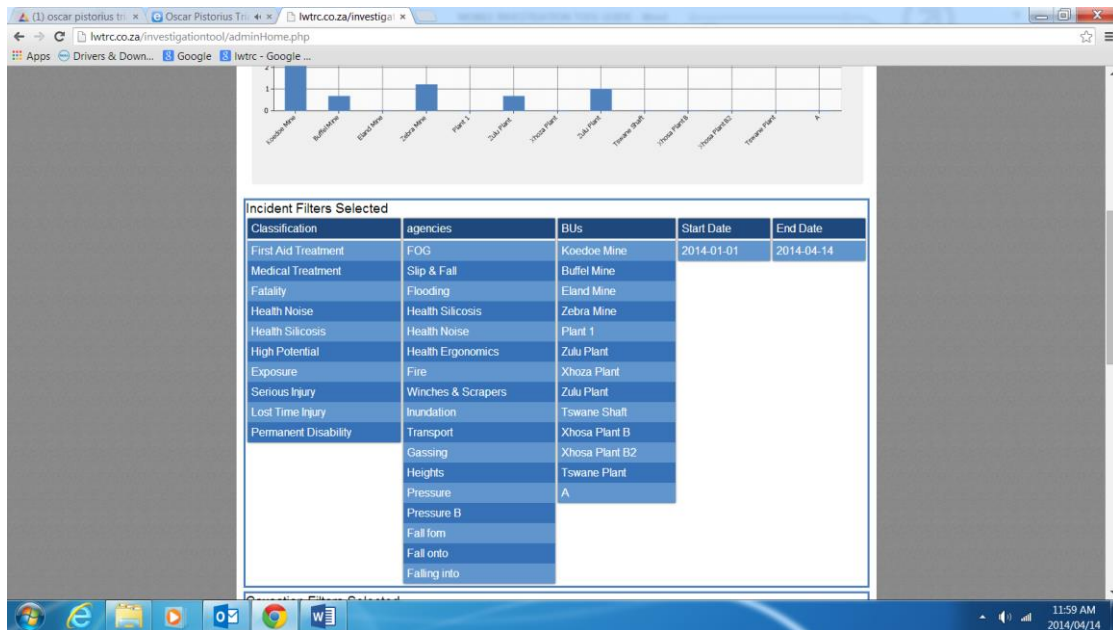 (1) oscar pistorius tri
Oscar Pistorius Tri
lwtrc.co.za/investigat
lwtrc.co.za/investigationtool/adminHome.php
Apps Drivers & Down... Google lwtrc - Google ...
2
1
0
Koedoe Mine Buffel Mine Eland Mine Zebra Mine Plant 1 Zulu Plant Xhoza Plant Zulu Plant Tswane Shaft Xhosa Plant B Xhosa Plant B2 Tswane Plant A
Incident Filters Selected
Classification agencies BUs Start Date End Date
First Aid Treatment FOG Koedoe Mine 2014-01-01 2014-04-14
Medical Treatment Slip & Fall Buffel Mine
Fatality Flooding Eland Mine
Health Noise Health Silicosis Zebra Mine
Health Silicosis Health Noise Plant 1
High Potential Health Ergonomics Zulu Plant
Exposure Fire Xhoza Plant
Serious Injury Winches & Scrapers Zulu Plant
Lost Time Injury Inundation Tswane Shaft
Permanent Disability Transport Xhosa Plant B
Gassing Xhosa Plant B2
Heights Tswane Plant
Pressure A
Pressure B
Fall fom
Fall onto
Falling into
11:59 AM
2014/04/14